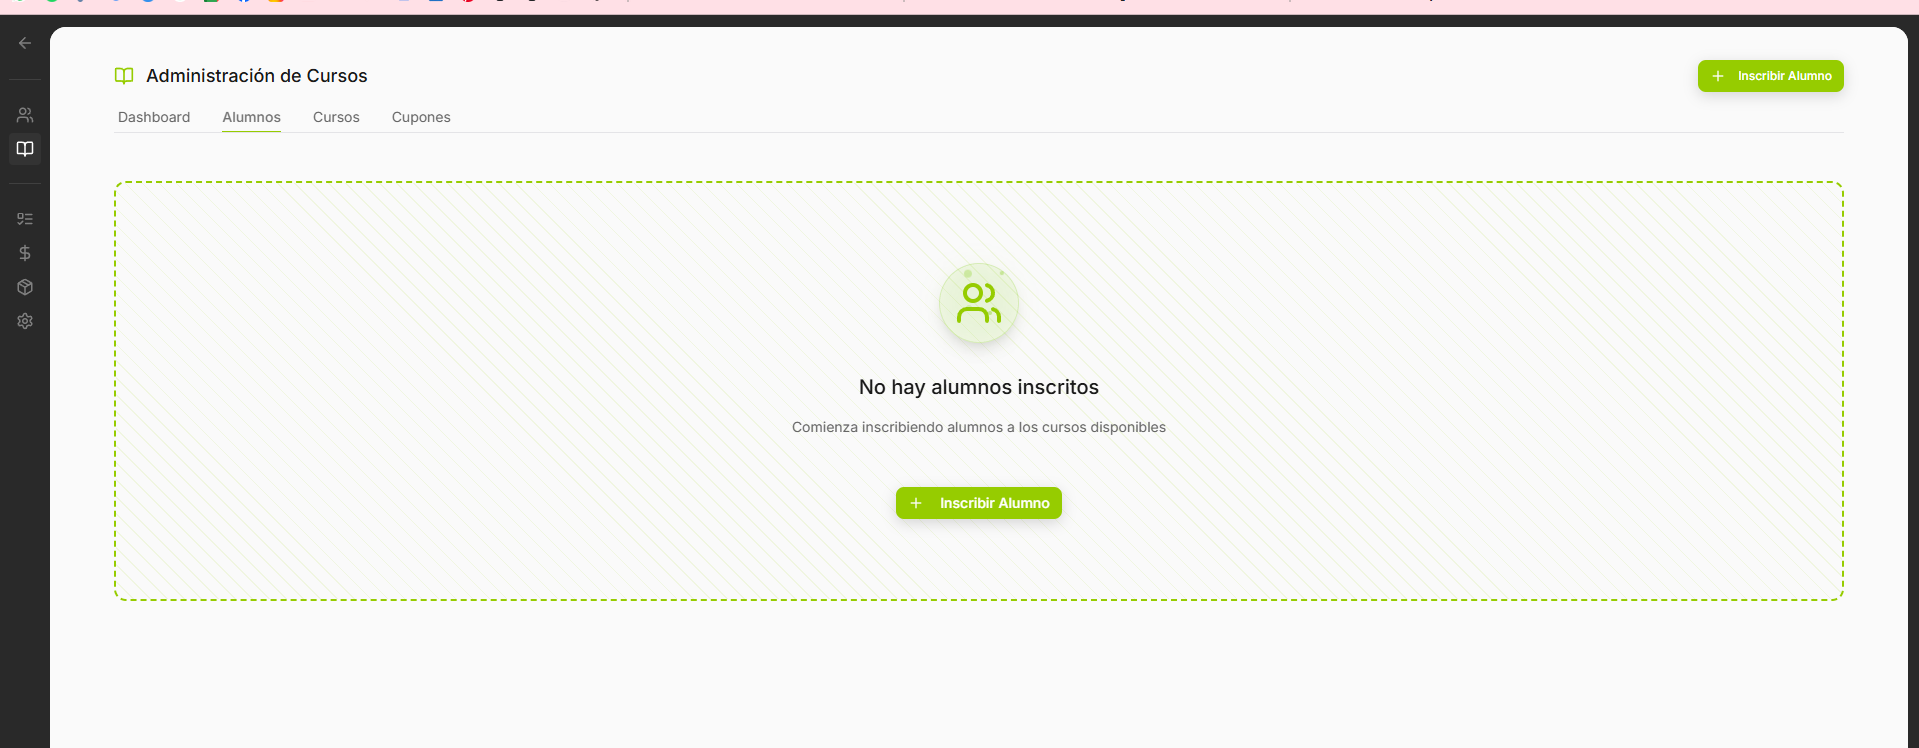 Administración de Cursos
Inscribir Alumno
Dashboard Alumnos Cursos Cupones
No hay alumnos inscritos
Comienza inscribiendo alumnos a los cursos disponibles
Inscribir Alumno